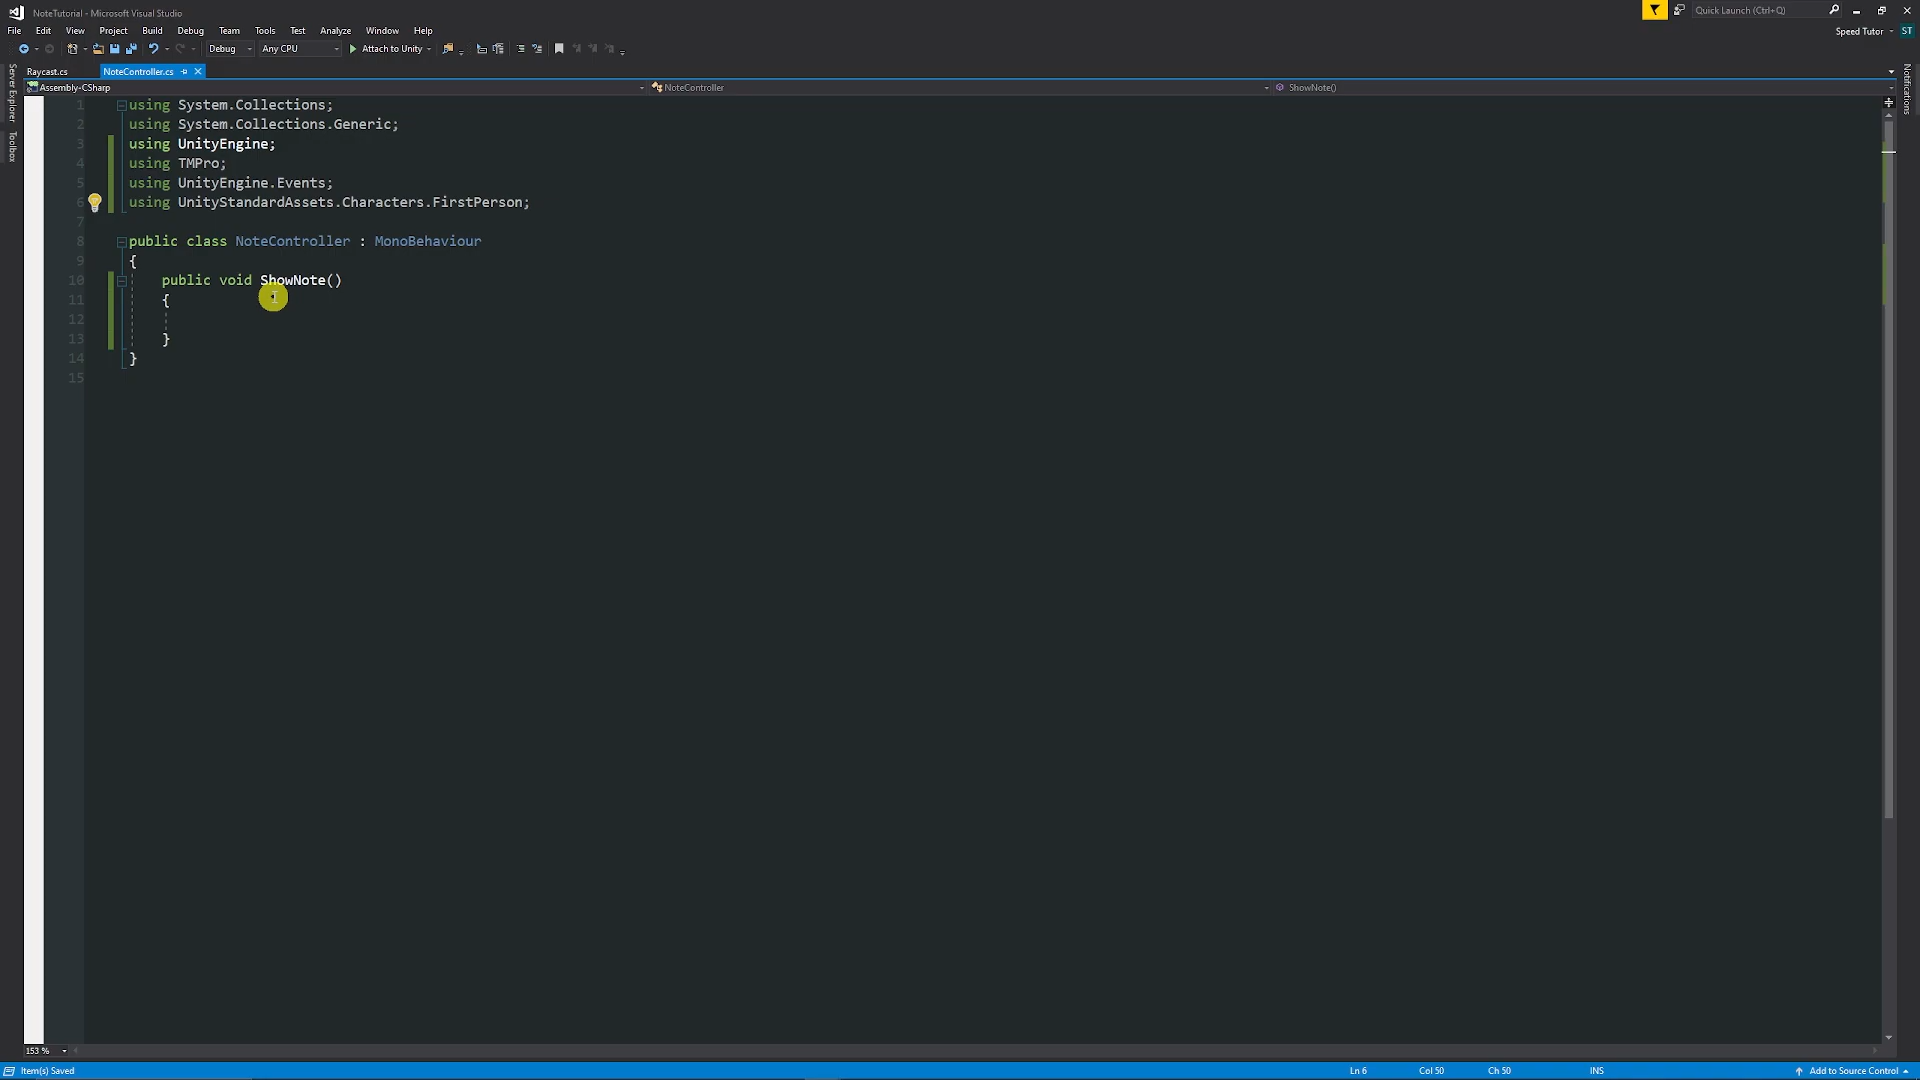 NoteTutorial - Microsoft Visual Studio
Quick Launch (Ctrl+Q)
File Edit View Project Build Debug Team Tools Test Analyze Window Help
Speed Tutor ST
Debug Any CPU Attach to Unity
Server Explorer
Toolbox
Notifications
Raycast.cs NoteController.cs
Assembly-CSharp NoteController ShowNote()
1 using System.Collections;
2 using System.Collections.Generic;
3 using UnityEngine;
4 using TMPro;
5 using UnityEngine.Events;
6 using UnityStandardAssets.Characters.FirstPerson;
7
8 public class NoteController : MonoBehaviour
9 {
10 public void ShowNote()
11 {
12
13 }
14 }
15
153 %
Item(s) Saved Ln 6 Col 50 Ch 50 INS Add to Source Control